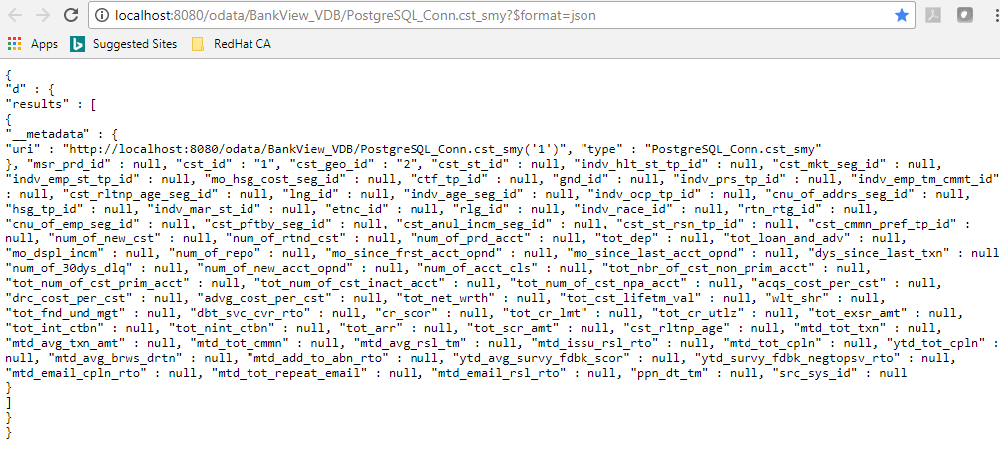 localhost:8080/odata/BankView_VDB/PostgreSQL_Conn.cst_smy?$format=json
Apps Suggested Sites RedHat CA
{
"d" : {
"results" : [
{
"__metadata" : {
"uri" : "http://localhost:8080/odata/BankView_VDB/PostgreSQL_Conn.cst_smy('1')", "type" : "PostgreSQL_Conn.cst_smy"
}, "msr_prd_id" : null, "cst_id" : "1", "cst_geo_id" : "2", "cst_st_id" : null, "indv_hlt_st_tp_id" : null, "cst_mkt_seg_id" : null,
"indv_emp_st_tp_id" : null, "mo_hsg_cost_seg_id" : null, "ctf_tp_id" : null, "gnd_id" : null, "indv_prs_tp_id" : null, "indv_emp_tm_cmmt_id"
: null, "cst_rltnp_age_seg_id" : null, "lng_id" : null, "indv_age_seg_id" : null, "indv_ocp_tp_id" : null, "cnu_of_addrs_seg_id" : null,
"hsg_tp_id" : null, "indv_mar_st_id" : null, "etnc_id" : null, "rlg_id" : null, "indv_race_id" : null, "rtn_rtg_id" : null,
"cnu_of_emp_seg_id" : null, "cst_pftby_seg_id" : null, "cst_anul_incm_seg_id" : null, "cst_st_rsn_tp_id" : null, "cst_cmmn_pref_tp_id" :
null, "num_of_new_cst" : null, "num_of_rtnd_cst" : null, "num_of_prd_acct" : null, "tot_dep" : null, "tot_loan_and_adv" : null,
"mo_dspl_incm" : null, "num_of_repo" : null, "mo_since_frst_acct_opnd" : null, "mo_since_last_acct_opnd" : null, "dys_since_last_txn" : null
"num_of_30dys_dlq" : null, "num_of_new_acct_opnd" : null, "num_of_acct_cls" : null, "tot_nbr_of_cst_non_prim_acct" : null,
"tot_num_of_cst_prim_acct" : null, "tot_num_of_cst_inact_acct" : null, "tot_num_of_cst_npa_acct" : null, "acqs_cost_per_cst" : null,
"drc_cost_per_cst" : null, "advg_cost_per_cst" : null, "tot_net_wrth" : null, "tot_cst_lifetm_val" : null, "wlt_shr" : null,
"tot_fnd_und_mgt" : null, "dbt_svc_cvr_rto" : null, "cr_scor" : null, "tot_cr_lmt" : null, "tot_cr_utlz" : null, "tot_exsr_amt" : null,
"tot_int_ctbn" : null, "tot_nint_ctbn" : null, "tot_arr" : null, "tot_scr_amt" : null, "cst_rltnp_age" : null, "mtd_tot_txn" : null,
"mtd_avg_txn_amt" : null, "mtd_tot_cmmn" : null, "mtd_avg_rsl_tm" : null, "mtd_issu_rsl_rto" : null, "mtd_tot_cpln" : null, "ytd_tot_cpln" :
null, "mtd_avg_brws_drtn" : null, "mtd_add_to_abn_rto" : null, "ytd_avg_survy_fdbk_scor" : null, "ytd_survy_fdbk_negtopsv_rto" : null,
"mtd_email_cpln_rto" : null, "mtd_tot_repeat_email" : null, "mtd_email_rsl_rto" : null, "ppn_dt_tm" : null, "src_sys_id" : null
}
]
}
}